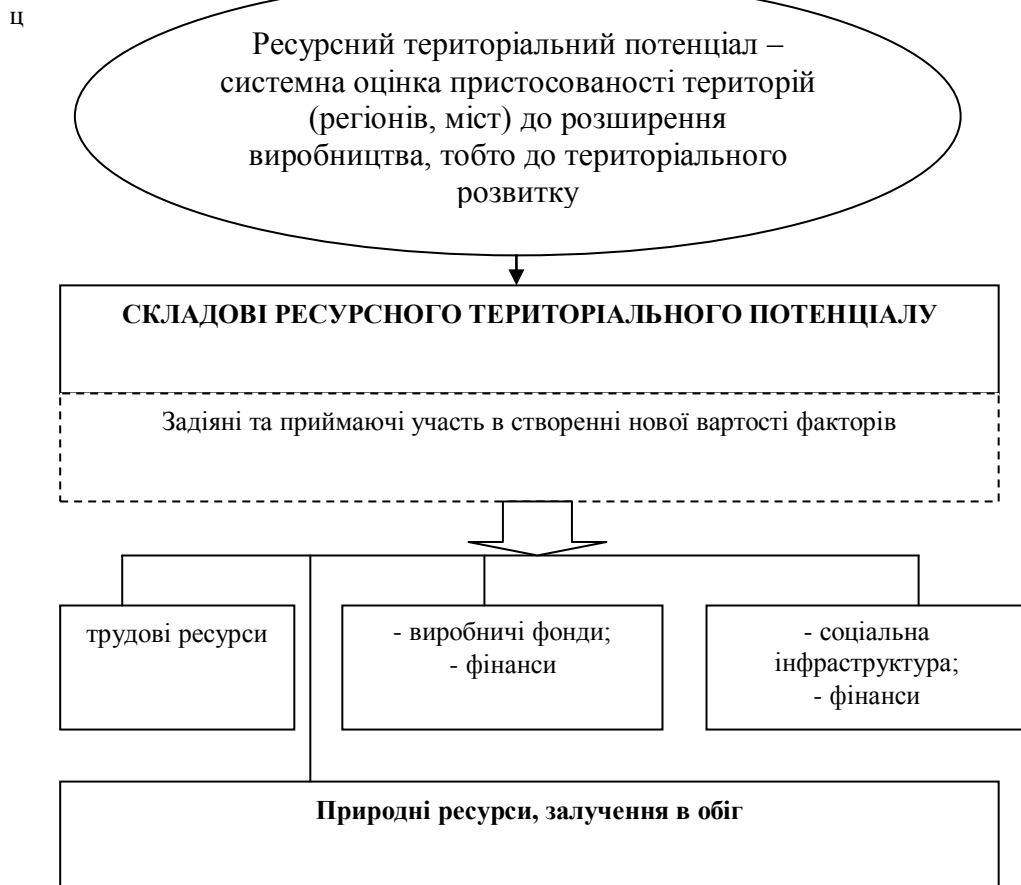 ц
Ресурсний територіальний потенціал –
системна оцінка пристосованості територій
(регіонів, міст) до розширення
виробництва, тобто до територіального
розвитку
СКЛАДОВІ РЕСУРСНОГО ТЕРИТОРІАЛЬНОГО ПОТЕНЦІАЛУ
Задіяні та приймаючі участь в створенні нової вартості факторів
трудові ресурси
- виробничі фонди;
- фінанси
- соціальна
інфраструктура;
- фінанси
Природні ресурси, залучення в обіг